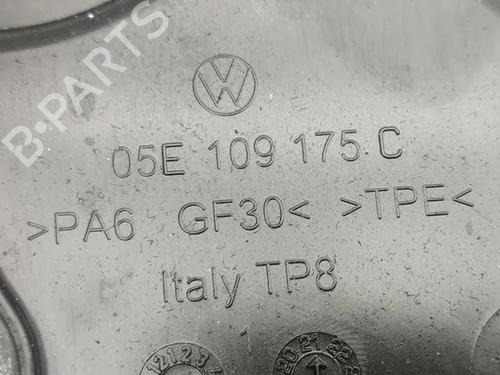 05E 109 175 C
>PA6 GF30< >TPE<
Italy TP8
B-PARTS